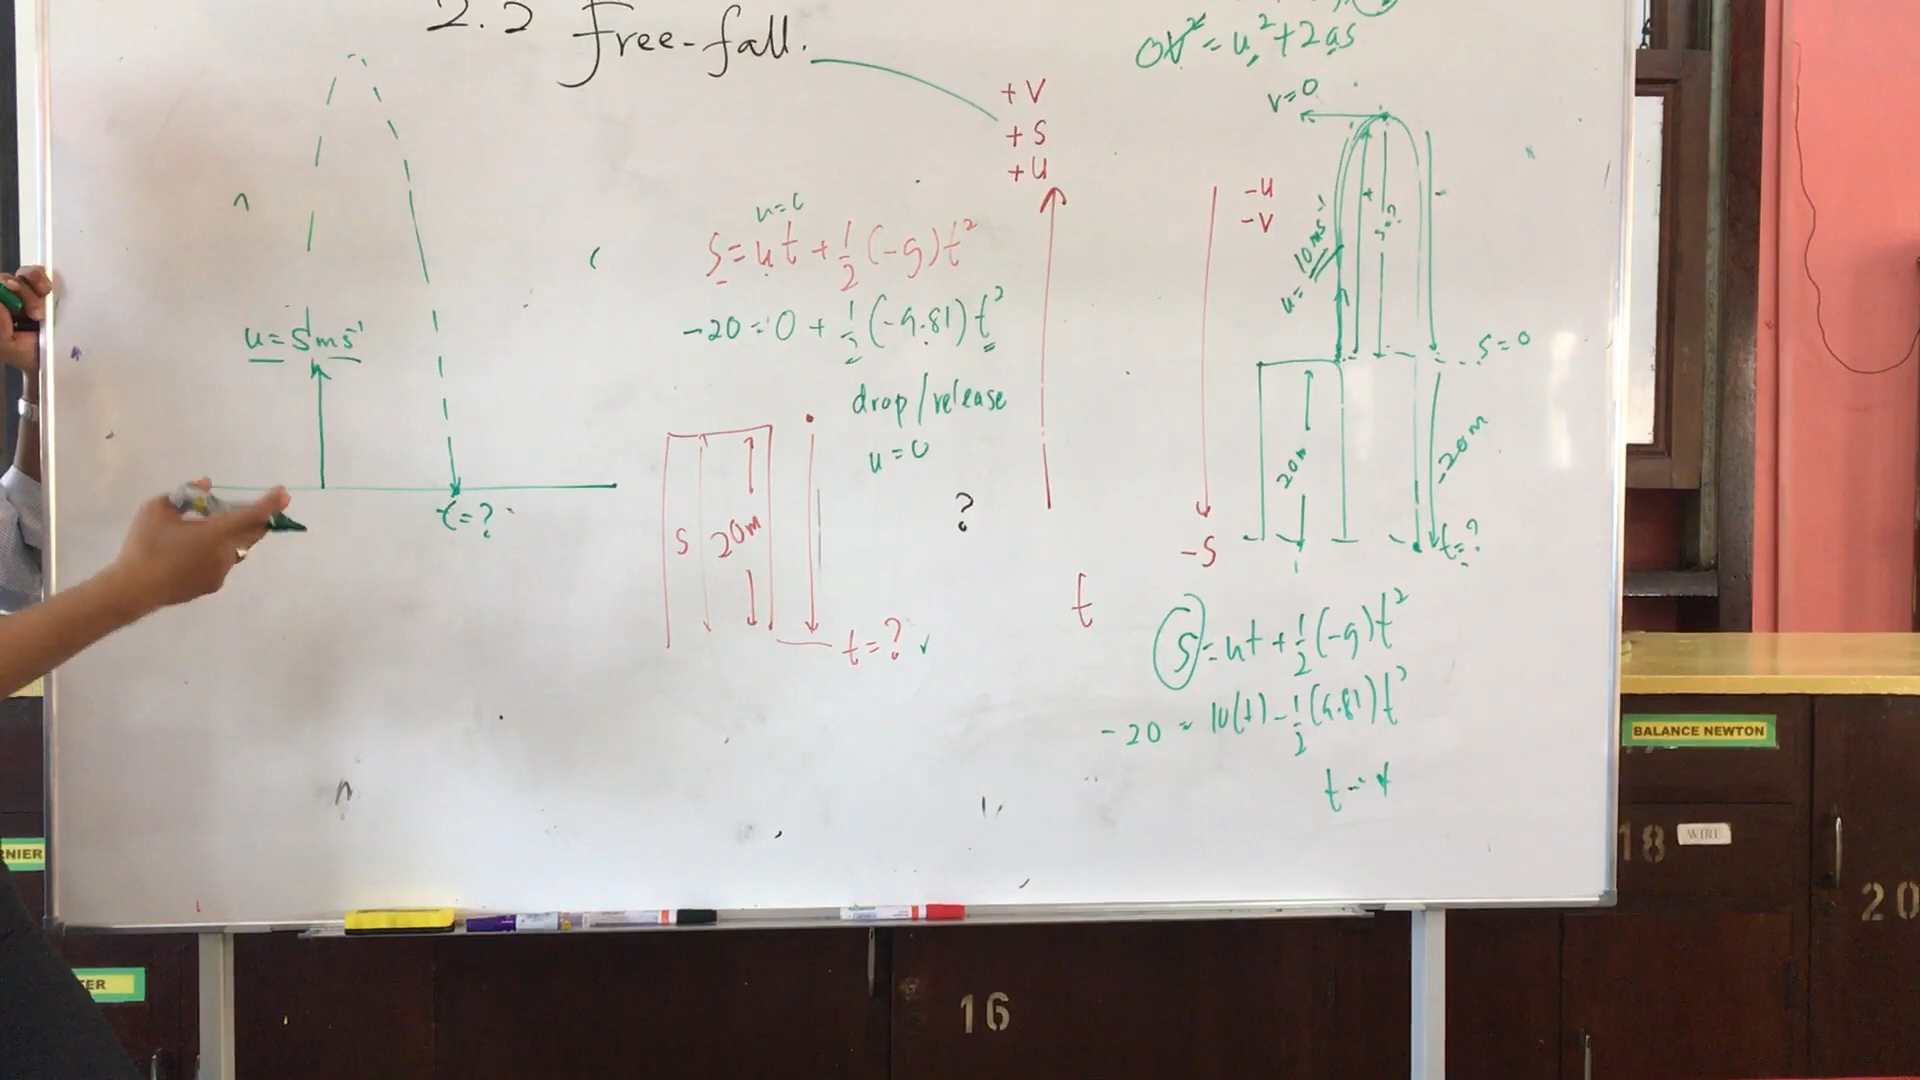 2.2 Free-fall.
0v² = u² + 2as
v=0
+V
+S
+U
-u
-v
u=0
S = ut + ½(-g)t²
-20 = 0 + ½(-9.81)t²
drop/release
u=0
S 20m
t=?
u=5ms⁻¹
t=?
?
t
-S
u=10ms⁻¹
s=?
s=0
20m
-20m
t=?
S = ut + ½(-g)t²
-20 = 10(t) - ½(9.81)t²
BALANCE NEWTON
18
WIRE
20
16